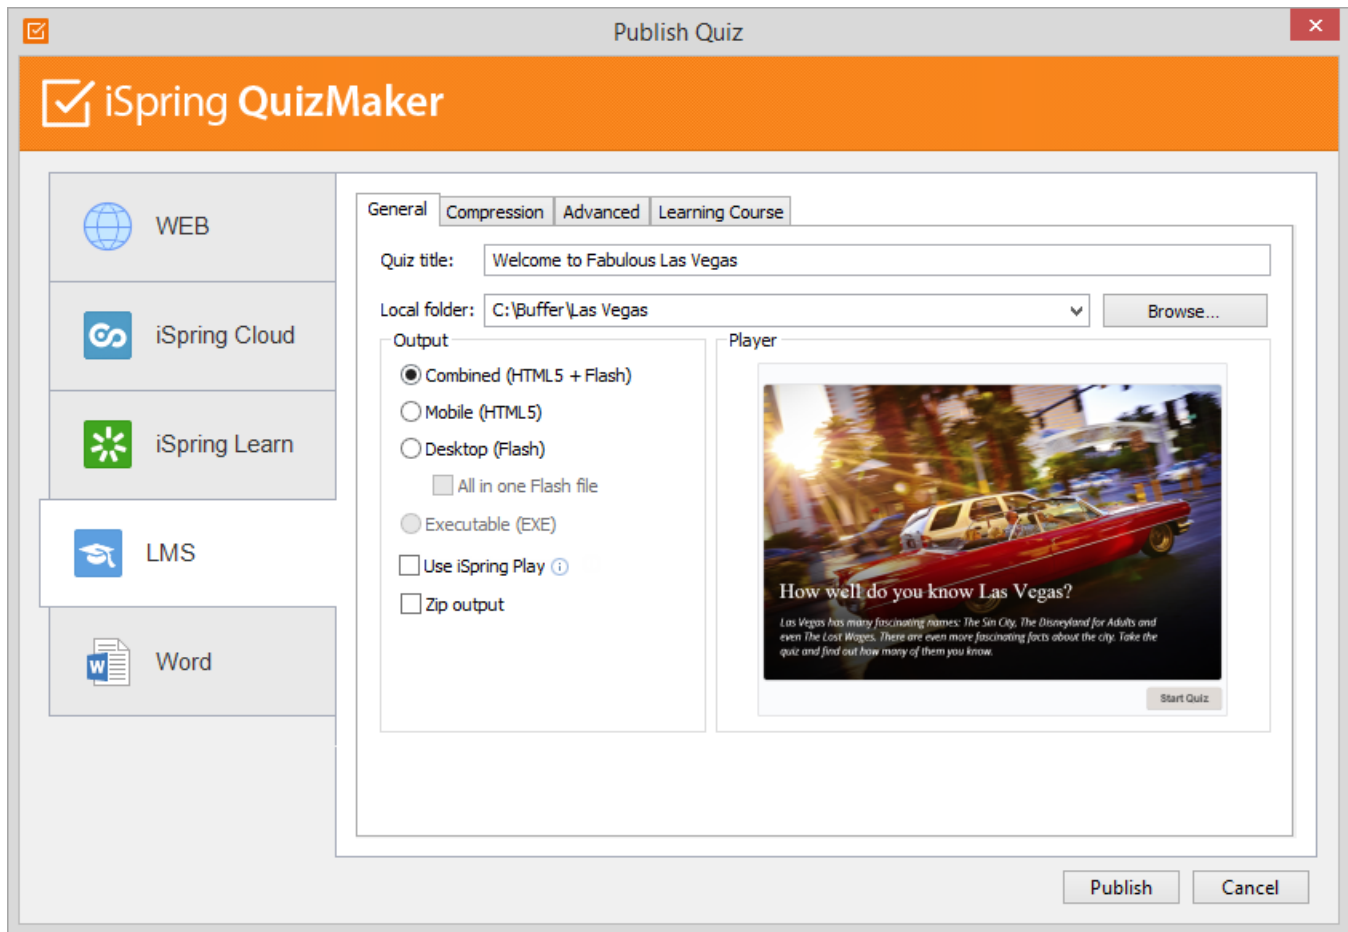 Publish Quiz
iSpring QuizMaker
WEB
iSpring Cloud
iSpring Learn
LMS
Word
General
Compression
Advanced
Learning Course
Quiz title:
Welcome to Fabulous Las Vegas
Local folder:
C:\Buffer\Las Vegas
Browse...
Output
Combined (HTML5 + Flash)
Mobile (HTML5)
Desktop (Flash)
All in one Flash file
Executable (EXE)
Use iSpring Play
Zip output
Player
How well do you know Las Vegas?
Las Vegas has many fascinating names: The Sin City, The Disneyland for Adults and
even The Lost Wages. There are even more fascinating facts about the city. Take the
quiz and find out how many of them you know.
Start Quiz
Publish
Cancel